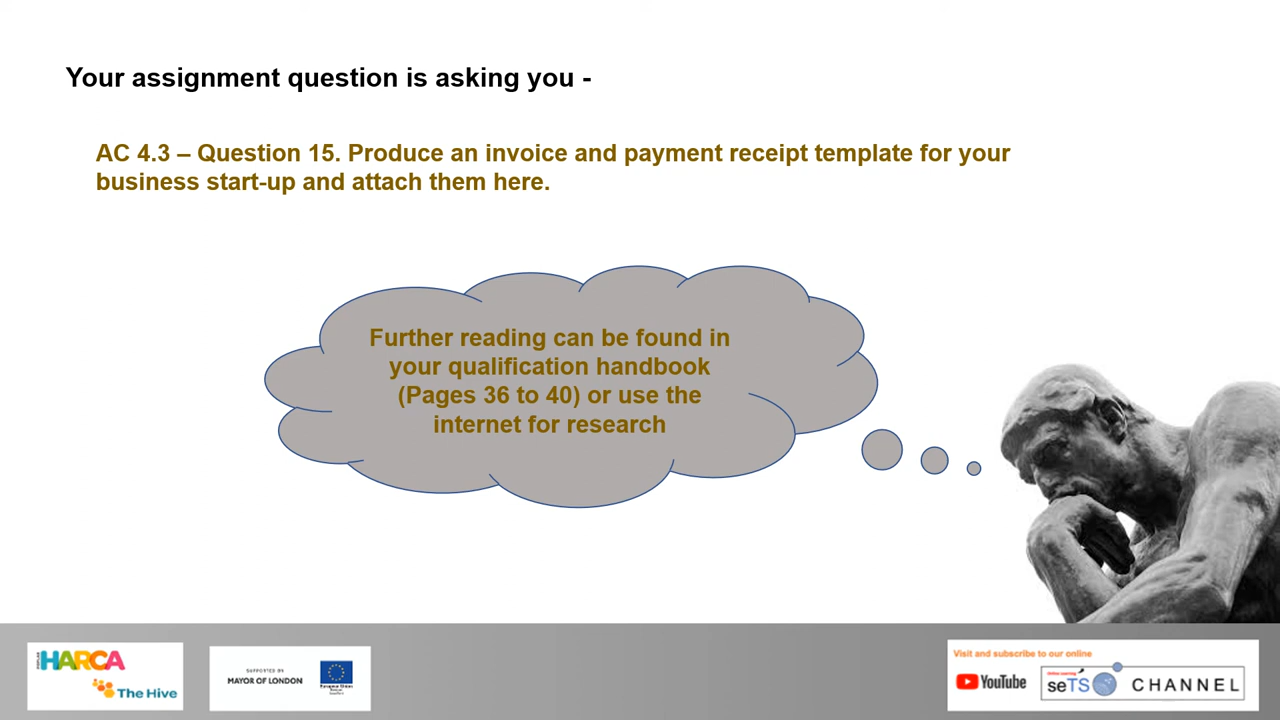 Your assignment question is asking you -
AC 4.3 – Question 15. Produce an invoice and payment receipt template for your
business start-up and attach them here.
Further reading can be found in
your qualification handbook
(Pages 36 to 40) or use the
internet for research
HARCA
The Hive
SUPPORTED BY
MAYOR OF LONDON
European Union
Visit and subscribe to our online
YouTube
seTS CHANNEL